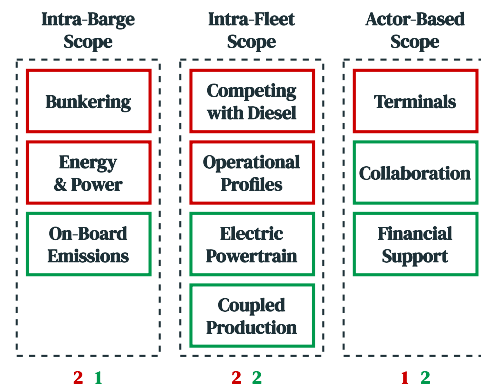 Intra-Barge
Scope
Intra-Fleet
Scope
Actor-Based
Scope
Bunkering
Energy
& Power
On-Board
Emissions
Competing
with Diesel
Operational
Profiles
Electric
Powertrain
Coupled
Production
Terminals
Collaboration
Financial
Support
2 1
2 2
1 2